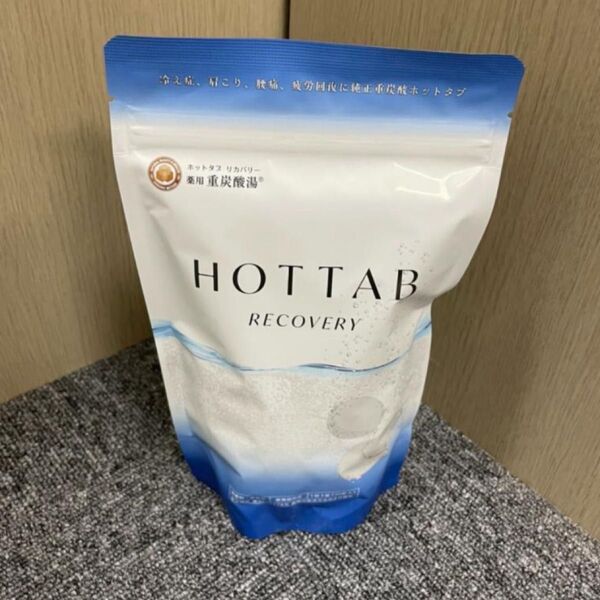 冷え症、肩こり、腰痛、疲労回復に純正重炭酸ホットタブ
ホットタブ リカバリー
薬用 重炭酸湯®
HOT TAB
RECOVERY